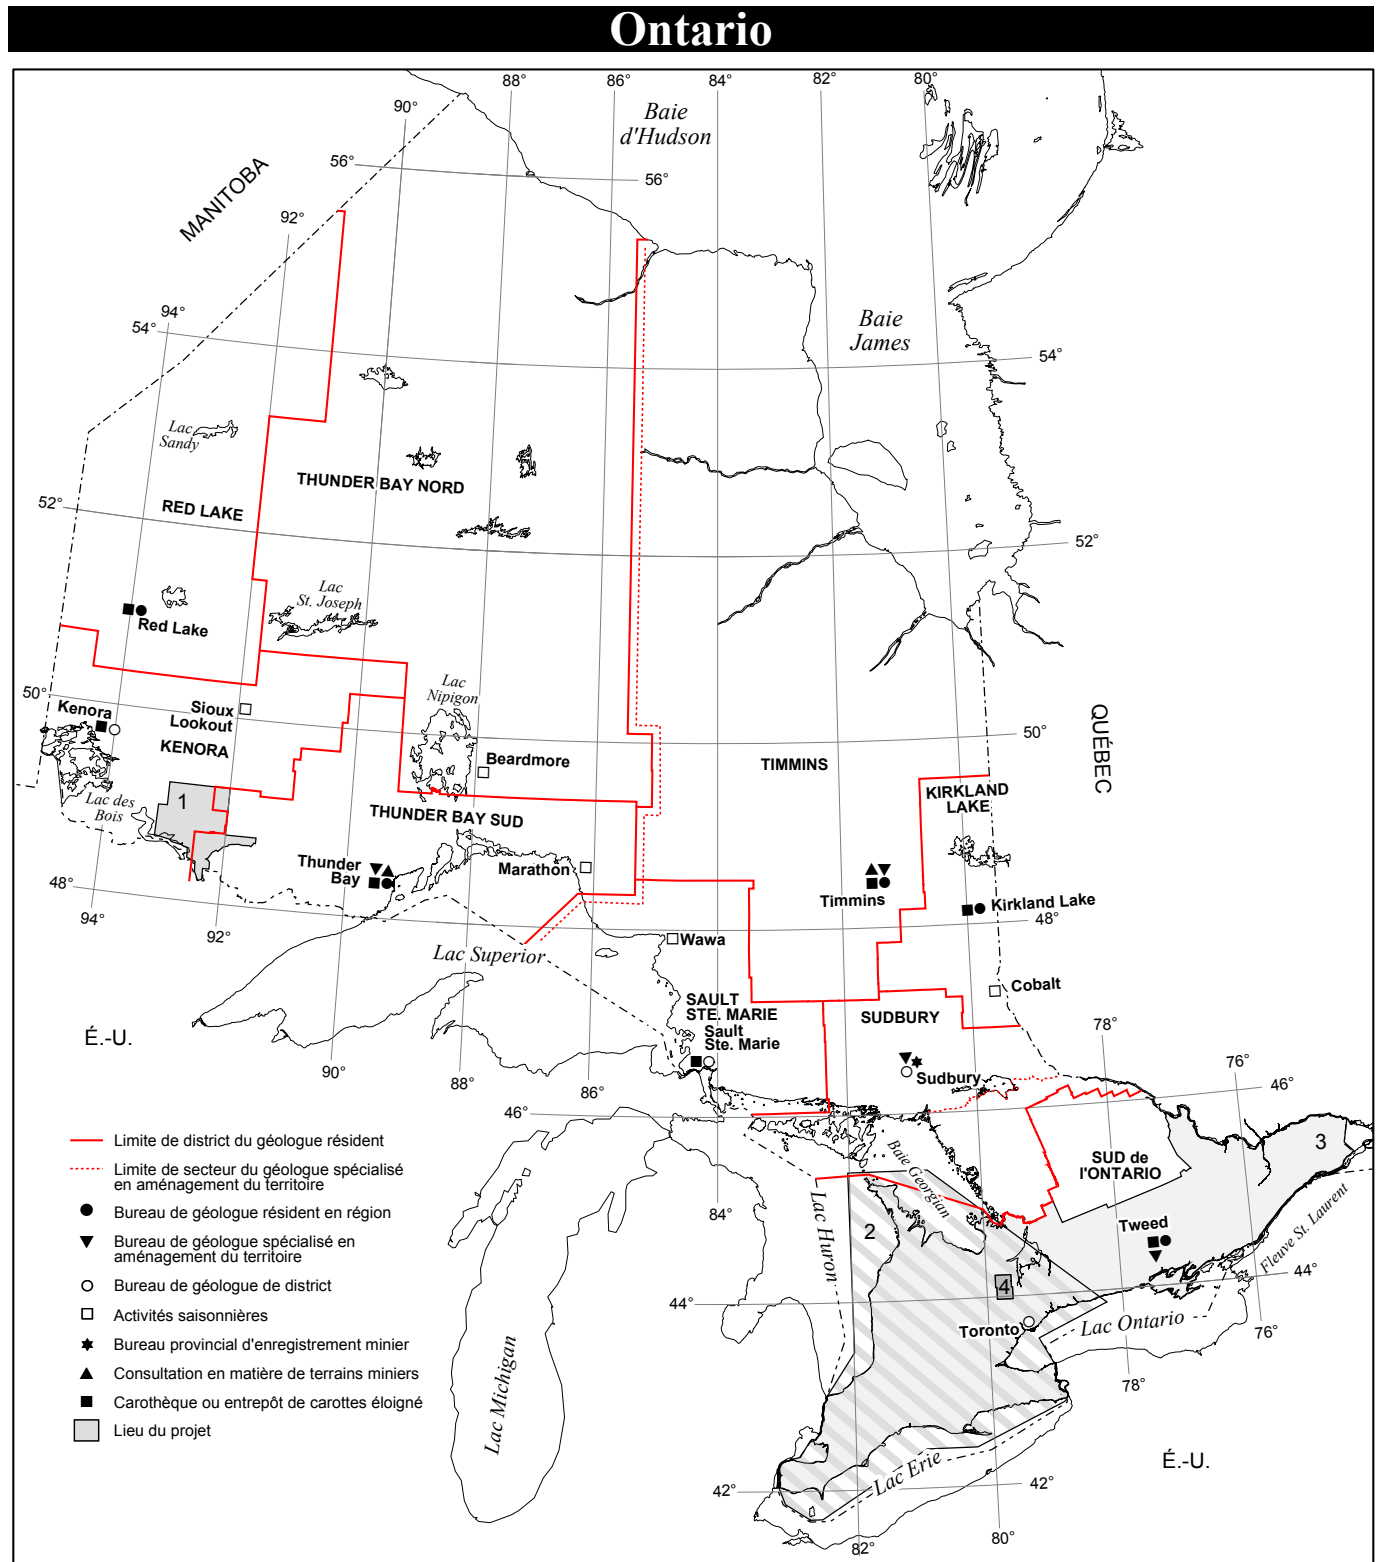 Ontario
88°
86°
84°
82°
80°
90°
Baie
d'Hudson
56°
56°
MANITOBA
92°
94°
54°
Baie
James
54°
Lac
Sandy
THUNDER BAY NORD
52°
RED LAKE
52°
Lac
St. Joseph
Red Lake
50°
Lac
Nipigon
Kenora
Sioux
Lookout
KENORA
50°
QUÉBEC
Beardmore
TIMMINS
KIRKLAND
LAKE
1
Lac des
Bois
THUNDER BAY SUD
Thunder
Bay
Marathon
48°
94°
92°
Timmins
Kirkland Lake
48°
Lac Superior
Wawa
Cobalt
SAULT
STE. MARIE
Sault
Ste. Marie
SUDBURY
Sudbury
78°
76°
46°
É.-U.
90°
88°
86°
46°
Limite de district du géologue résident
Limite de secteur du géologue spécialisé
en aménagement du territoire
Bureau de géologue résident en région
Bureau de géologue spécialisé en
aménagement du territoire
Bureau de géologue de district
Activités saisonnières
Bureau provincial d'enregistrement minier
Consultation en matière de terrains miniers
Carothèque ou entrepôt de carottes éloigné
Lieu du projet
SUD de
l'ONTARIO
3
Baie Georgian
84°
Lac Huron
2
Tweed
Fleuve St. Laurent
44°
44°
4
Toronto
Lac Ontario
76°
78°
Lac Michigan
Lac Erie
É.-U.
42°
42°
82°
80°